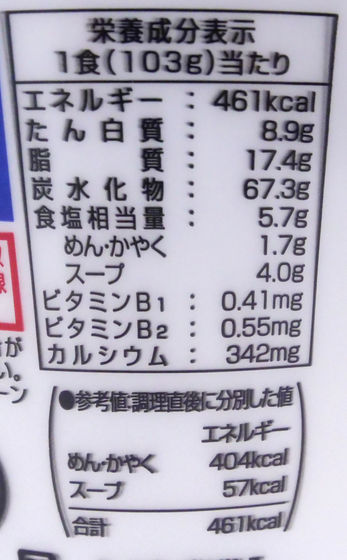 栄養成分表示
1食(103g)当たり
エネルギー : 461kcal
たん白質 : 8.9g
脂質 : 17.4g
炭水化物 : 67.3g
食塩相当量 : 5.7g
めん・かやく 1.7g
スープ 4.0g
ビタミンB1 : 0.41mg
ビタミンB2 : 0.55mg
カルシウム : 342mg
●参考値:調理直後に分別した値
エネルギー
めん・かやく 404kcal
スープ 57kcal
合計 461kcal